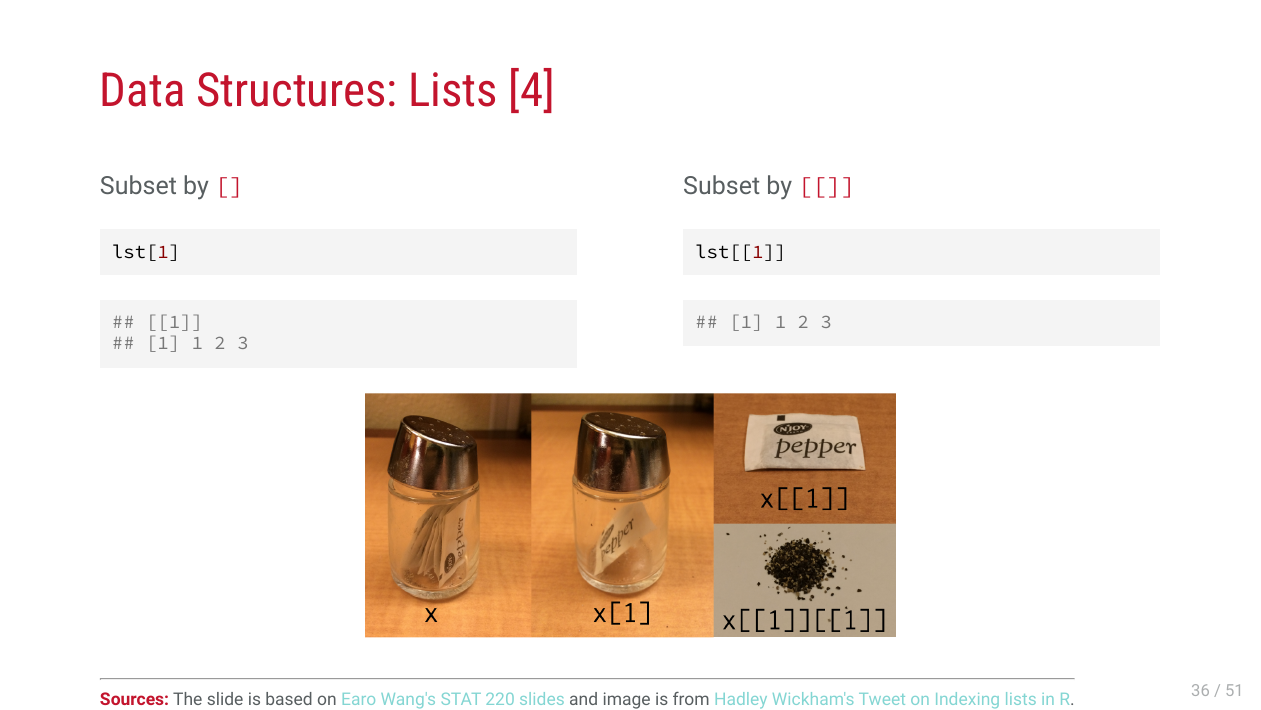 Data Structures: Lists [4]
Subset by []
lst[1]
## [[1]]
## [1] 1 2 3
Subset by [[]]
lst[[1]]
## [1] 1 2 3
pepper
x
pepper
x[1]
N'JOY
pepper
x[[1]]
x[[1]][[1]]
Sources: The slide is based on Earo Wang's STAT 220 slides and image is from Hadley Wickham's Tweet on Indexing lists in R.
36 / 51